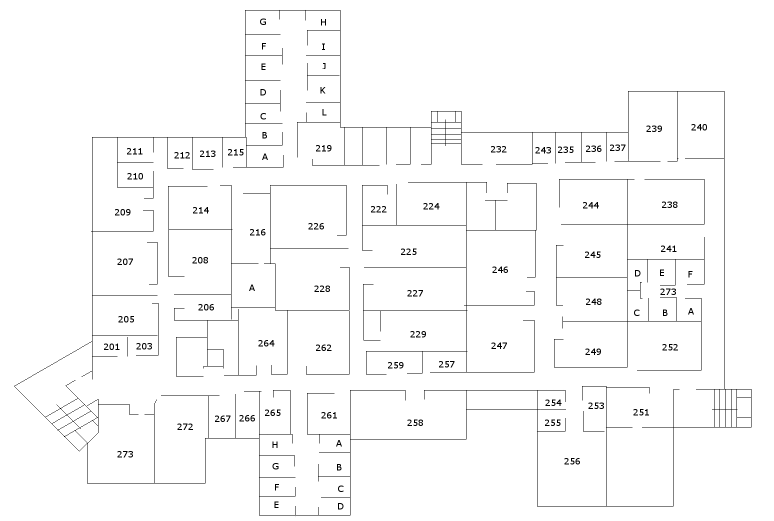 G H
F I
E J
D K
C L
B
A 219
211 212 213 215
210
209
232 243 235 236 237
239 240
214 216 226 222 224
244 238
207 208 225 246 245 241
A 228 227 248
D E F
273
C B A
205 206 229
201 203 264 262 259 257 247 249 252
272 267 266 265 261 258 254 253 251
255
273 256
H A
G B
F C
E D